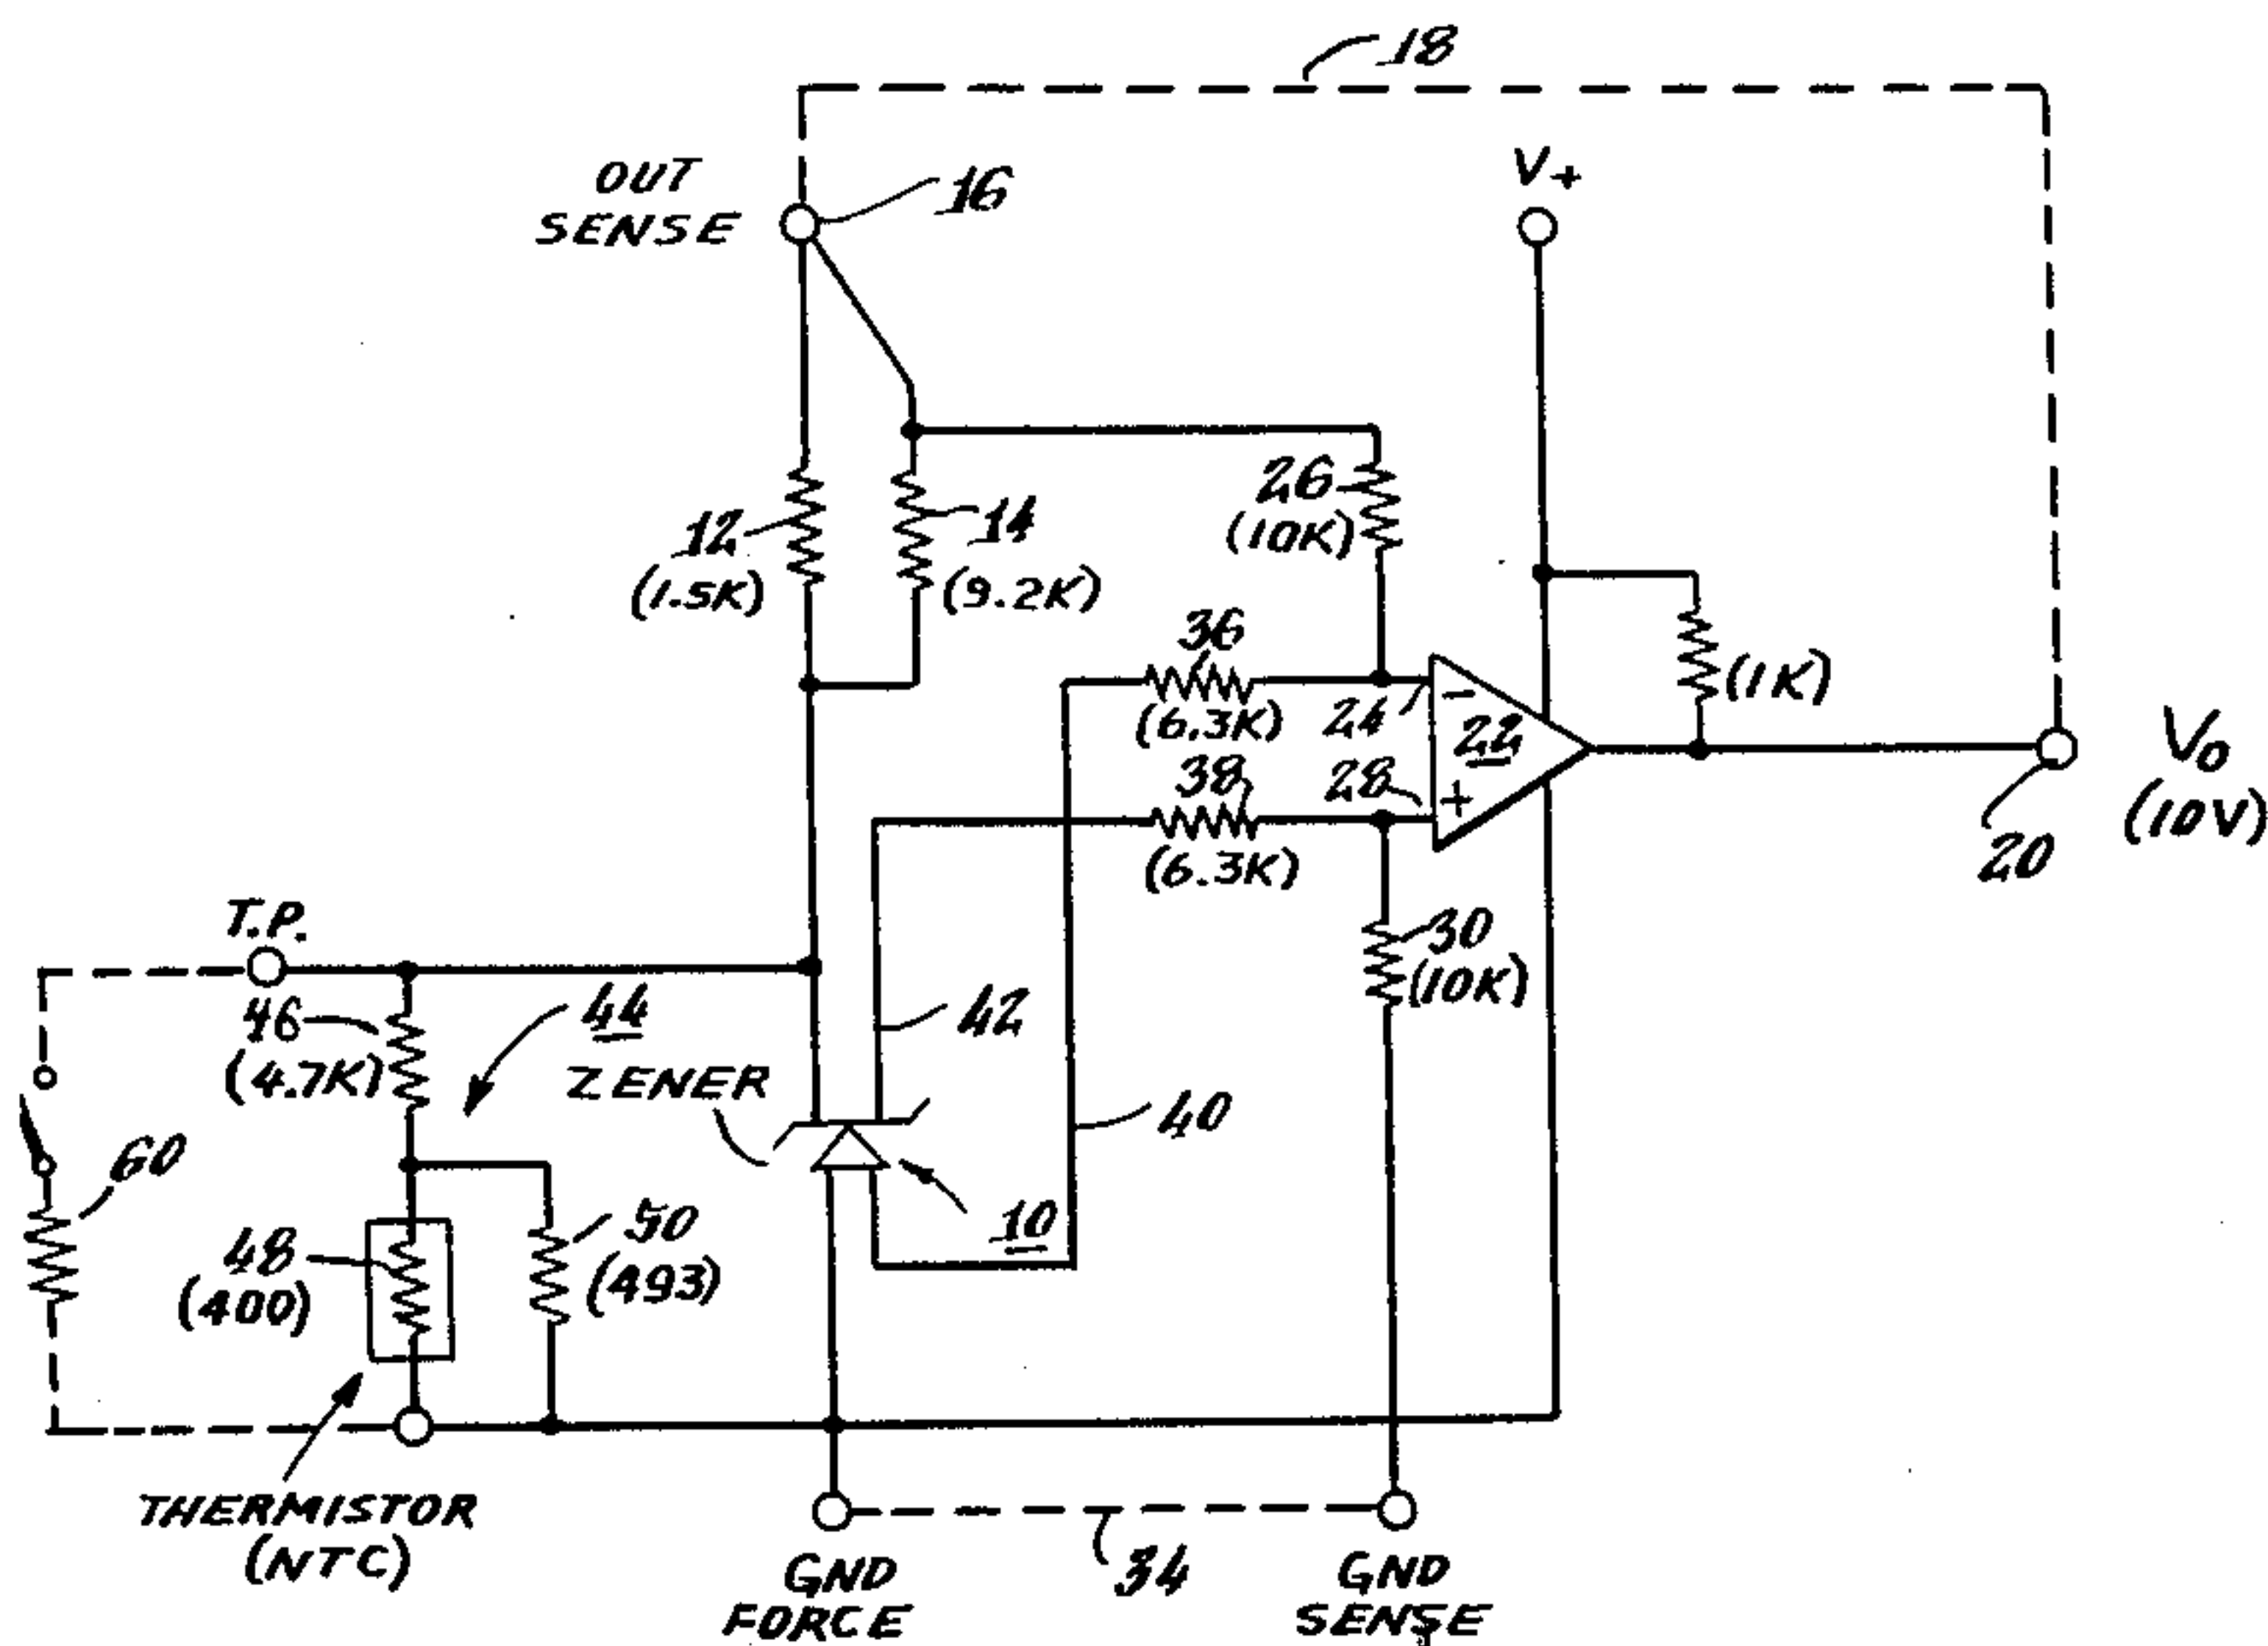 18
OUT
SENSE
16
V+
12
(1.5K)
14
(9.2K)
26
(10K)
36
(6.3K)
24
-
22
38
(6.3K)
28
+
(1K)
Vo
(10V)
20
T.P.
46
(4.7K)
44
ZENER
42
40
30
(10K)
60
48
(400)
50
(493)
10
THERMISTOR
(NTC)
GND
FORCE
34
GND
SENSE